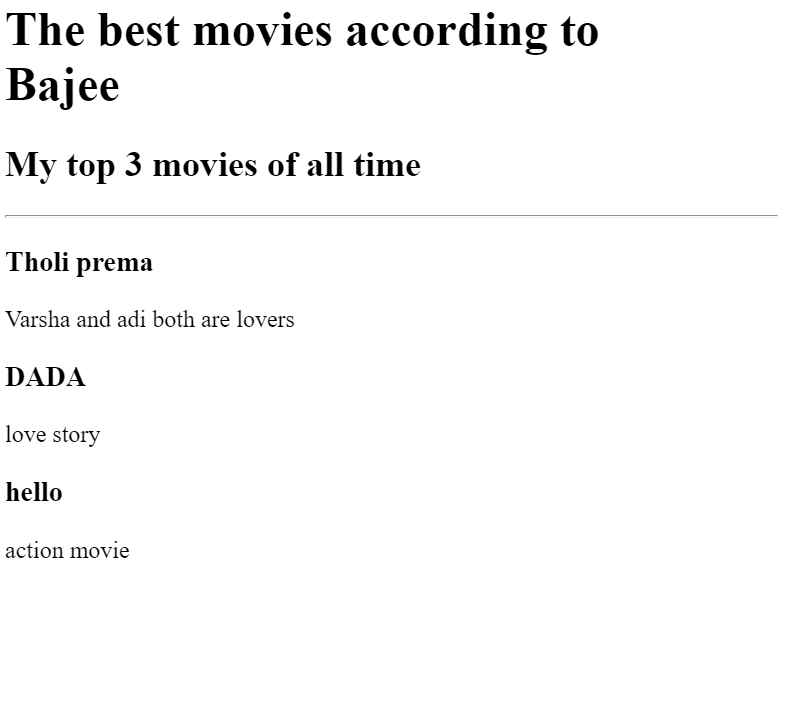 The best movies according to
Bajee
My top 3 movies of all time
Tholi prema
Varsha and adi both are lovers
DADA
love story
hello
action movie